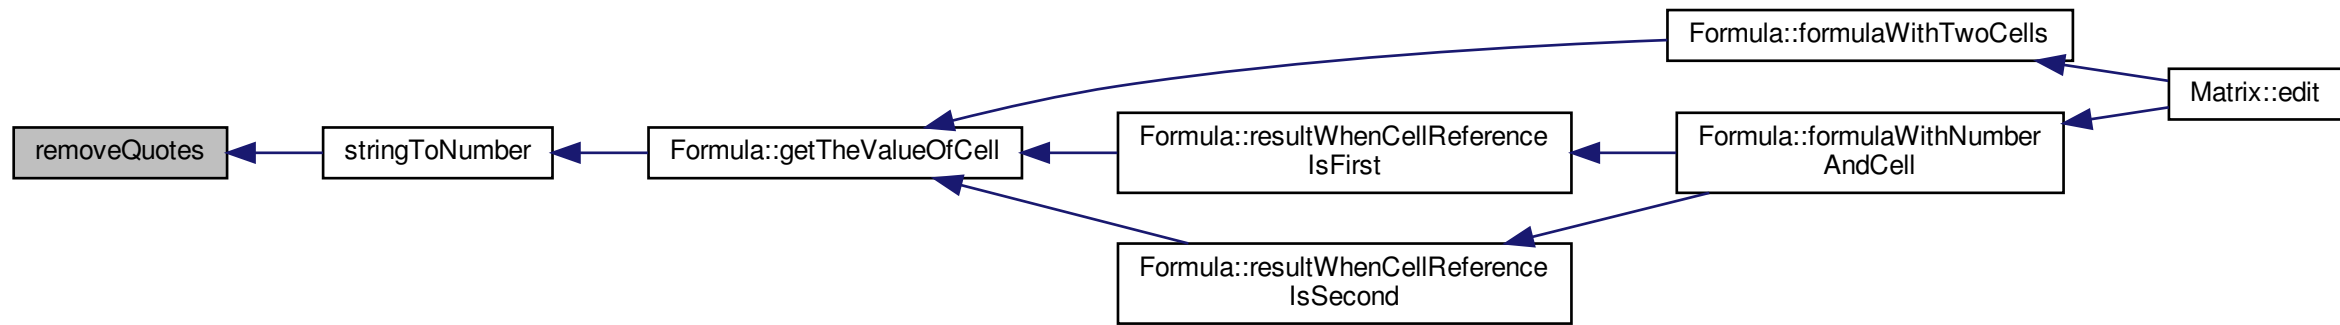 removeQuotes
stringToNumber
Formula::getTheValueOfCell
Formula::formulaWithTwoCells
Formula::resultWhenCellReference
IsFirst
Formula::resultWhenCellReference
IsSecond
Formula::formulaWithNumber
AndCell
Matrix::edit